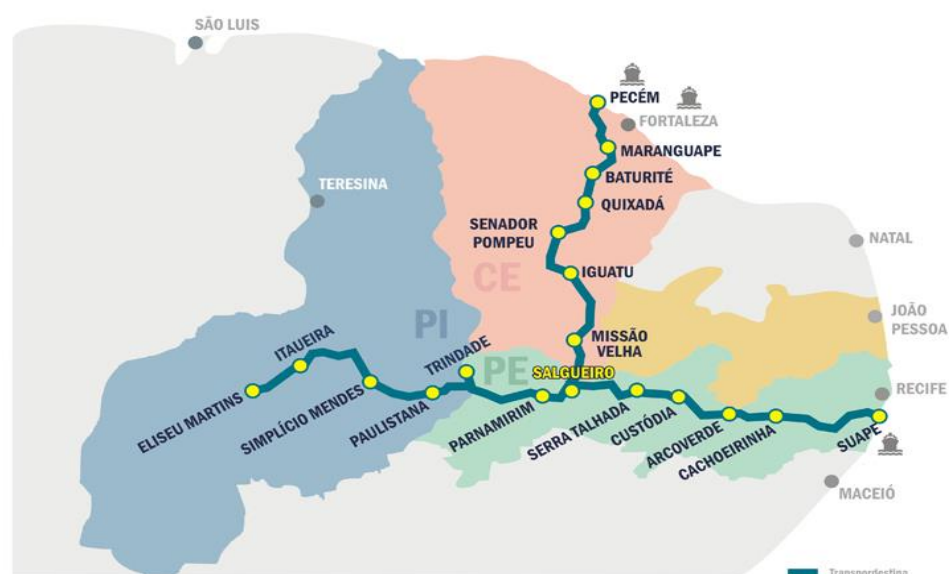 SÃO LUIS
PECÉM
FORTALEZA
MARANGUAPE
BATURITÉ
TERESINA
QUIXADÁ
SENADOR
POMPEU
NATAL
IGUATU
CE
JOÃO
PESSOA
PI
MISSÃO
VELHA
ITAUEIRA
TRINDADE
PE
SALGUEIRO
RECIFE
ELISEU MARTINS
SIMPLÍCIO MENDES
PAULISTANA
PARNAMIRIM
SERRA TALHADA
CUSTÓDIA
ARCOVERDE
CACHOEIRINHA
SUAPE
MACEIÓ
Transnordestina